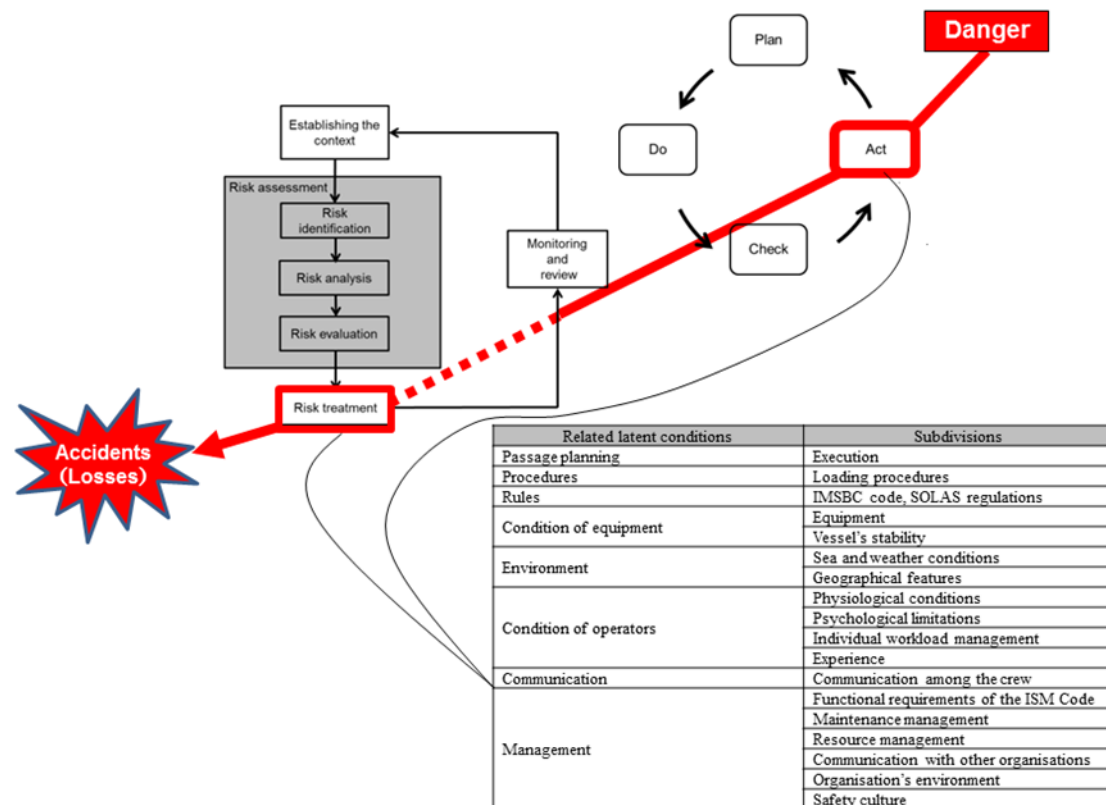 Danger
Plan
Do
Act
Check
Establishing the
context
Risk assessment
Risk
identification
Risk analysis
Risk evaluation
Monitoring
and
review
Risk treatment
Accidents
(Losses)
Related latent conditions Subdivisions
Passage planning Execution
Procedures Loading procedures
Rules IMSBC code, SOLAS regulations
Condition of equipment Equipment
Vessel's stability
Environment Sea and weather conditions
Geographical features
Condition of operators Physiological conditions
Psychological limitations
Individual workload management
Experience
Communication Communication among the crew
Management Functional requirements of the ISM Code
Maintenance management
Resource management
Communication with other organisations
Organisation's environment
Safety culture